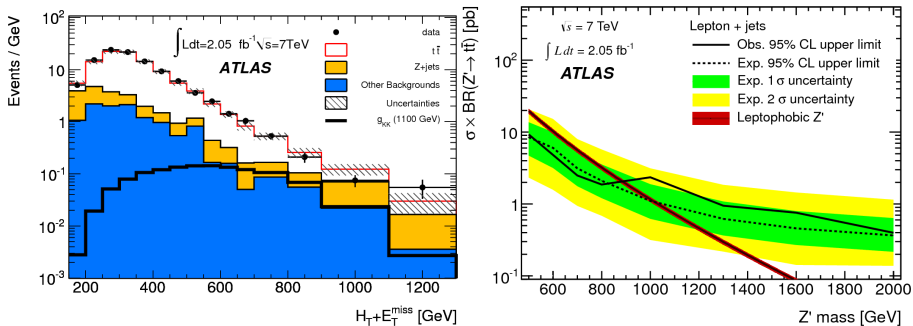 Events / GeV
∫Ldt=2.05 fb⁻¹√s=7TeV
ATLAS
data
tt̄
Z+jets
Other Backgrounds
Uncertainties
g_KK (1100 GeV)
10²
10
1
10⁻¹
10⁻²
10⁻³
200 400 600 800 1000 1200
H_T+E_T^miss [GeV]
σ × BR(Z'→ tt̄) [pb]
√s = 7 TeV
∫ L dt = 2.05 fb⁻¹
ATLAS
Lepton + jets
Obs. 95% CL upper limit
Exp. 95% CL upper limit
Exp. 1 σ uncertainty
Exp. 2 σ uncertainty
Leptophobic Z'
10²
10
1
10⁻¹
600 800 1000 1200 1400 1600 1800 2000
Z' mass [GeV]